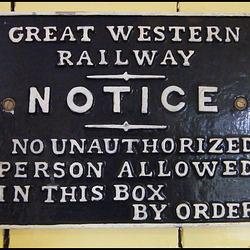 GREAT WESTERN
RAILWAY
NOTICE
NO UNAUTHORIZED
PERSON ALLOWED
IN THIS BOX
BY ORDER